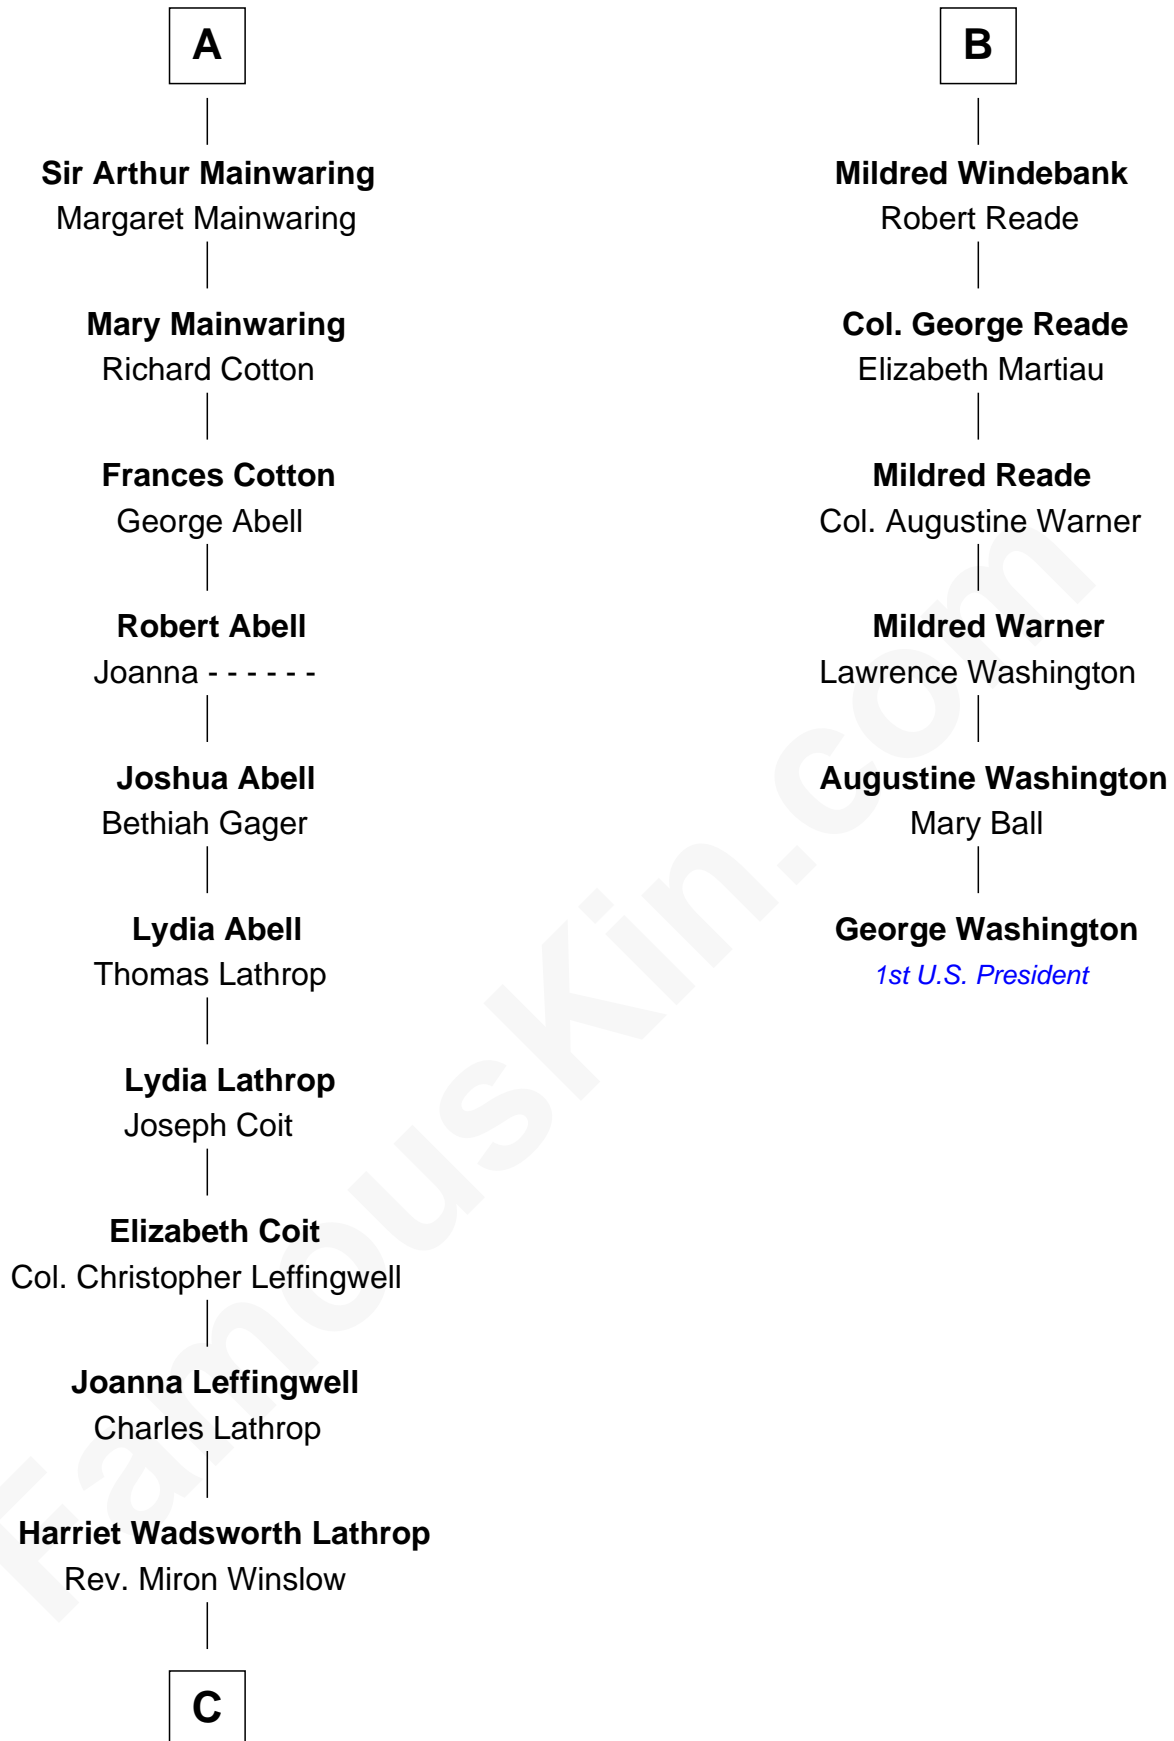 A
Sir Arthur Mainwaring
Margaret Mainwaring
Mary Mainwaring
Richard Cotton
Frances Cotton
George Abell
Robert Abell
Joanna - - - - - -
Joshua Abell
Bethiah Gager
Lydia Abell
Thomas Lathrop
Lydia Lathrop
Joseph Coit
Elizabeth Coit
Col. Christopher Leffingwell
Joanna Leffingwell
Charles Lathrop
Harriet Wadsworth Lathrop
Rev. Miron Winslow
C
B
Mildred Windebank
Robert Reade
Col. George Reade
Elizabeth Martiau
Mildred Reade
Col. Augustine Warner
Mildred Warner
Lawrence Washington
Augustine Washington
Mary Ball
George Washington
1st U.S. President
FamousKin.com